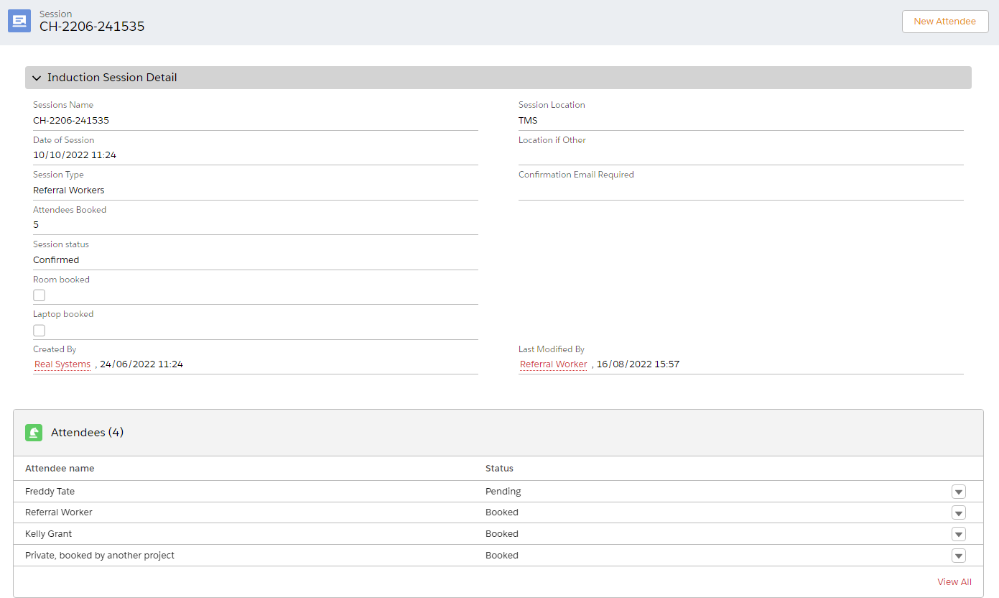 Session
CH-2206-241535
New Attendee
Induction Session Detail
Sessions Name
CH-2206-241535
Session Location
TMS
Date of Session
10/10/2022 11:24
Location if Other
Session Type
Referral Workers
Confirmation Email Required
Attendees Booked
5
Session status
Confirmed
Room booked
Laptop booked
Created By
Real Systems , 24/06/2022 11:24
Last Modified By
Referral Worker , 16/08/2022 15:57
Attendees (4)
Attendee name Status
Freddy Tate Pending
Referral Worker Booked
Kelly Grant Booked
Private, booked by another project Booked
View All